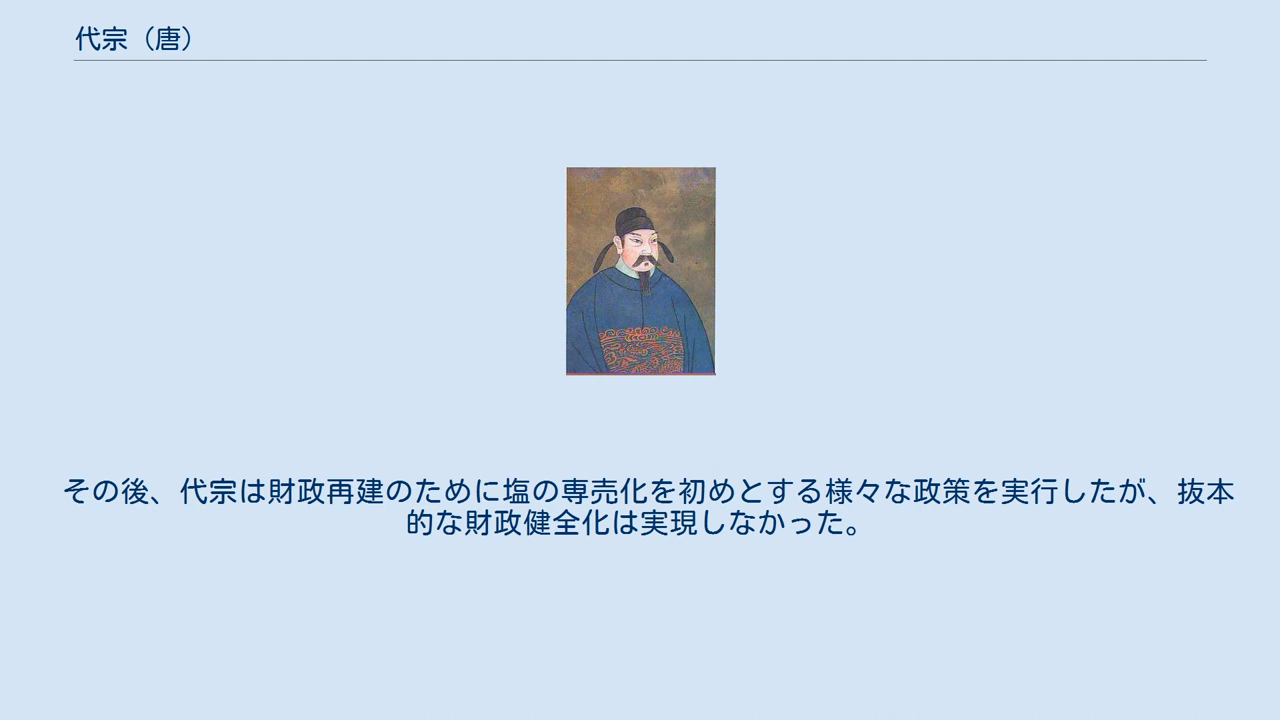 代宗（唐）
その後、代宗は財政再建のために塩の専売化を初めとする様々な政策を実行したが、抜本
的な財政健全化は実現しなかった。